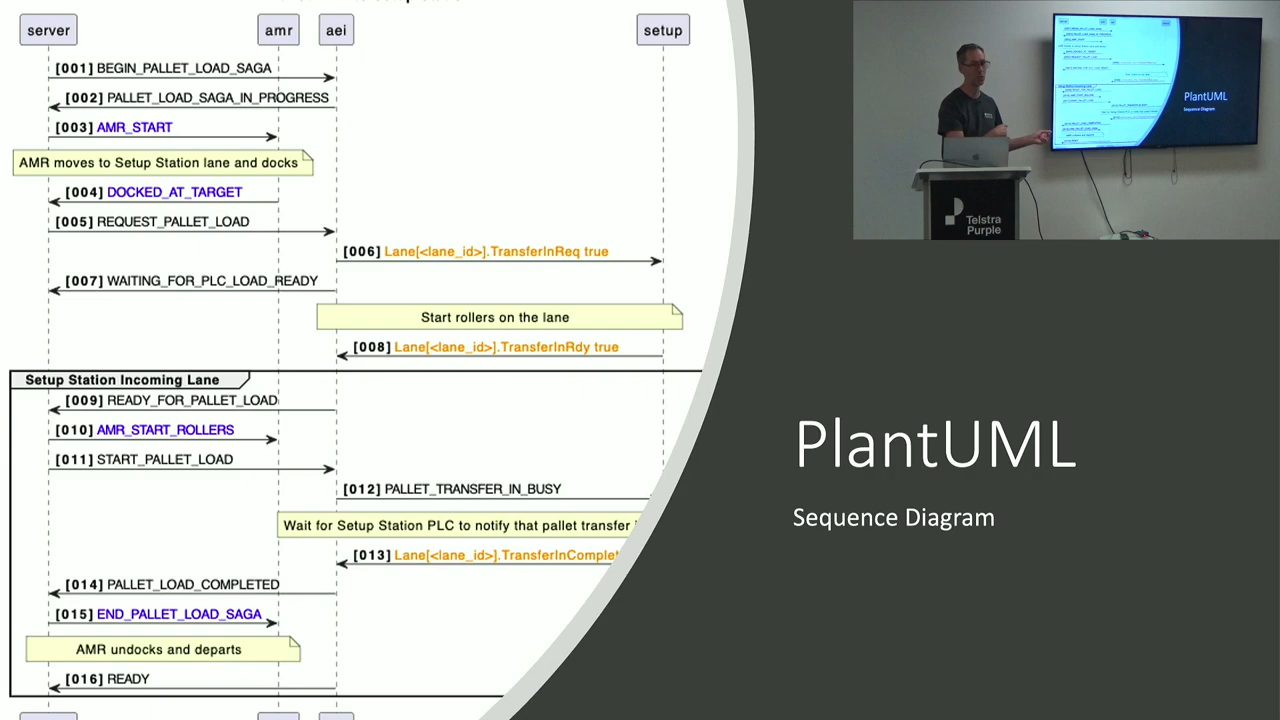 server
amr
aei
setup
[001] BEGIN_PALLET_LOAD_SAGA
[002] PALLET_LOAD_SAGA_IN_PROGRESS
[003] AMR_START
AMR moves to Setup Station lane and docks
[004] DOCKED_AT_TARGET
[005] REQUEST_PALLET_LOAD
[006] Lane[<lane_id>].TransferInReq true
[007] WAITING_FOR_PLC_LOAD_READY
Start rollers on the lane
[008] Lane[<lane_id>].TransferInRdy true
Setup Station Incoming Lane
[009] READY_FOR_PALLET_LOAD
[010] AMR_START_ROLLERS
[011] START_PALLET_LOAD
[012] PALLET_TRANSFER_IN_BUSY
Wait for Setup Station PLC to notify that pallet transfer
[013] Lane[<lane_id>].TransferInComplet
[014] PALLET_LOAD_COMPLETED
[015] END_PALLET_LOAD_SAGA
AMR undocks and departs
[016] READY
PlantUML
Sequence Diagram
PlantUML
Sequence Diagram
Telstra
Purple